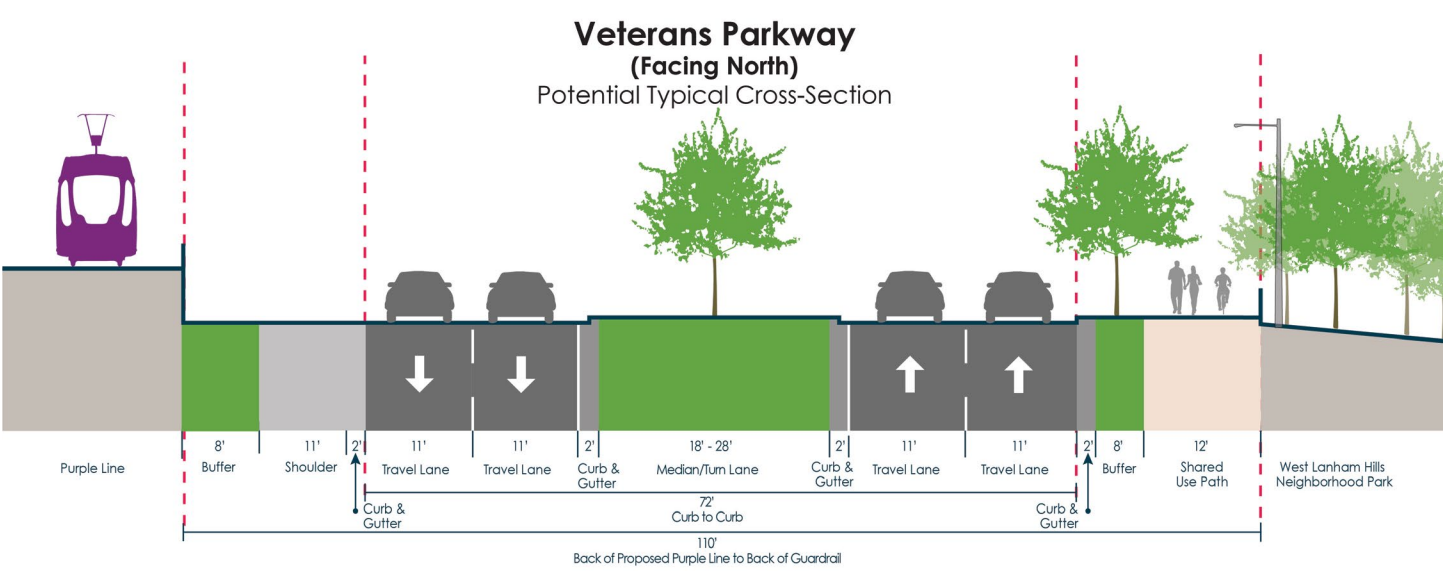 Veterans Parkway
(Facing North)
Potential Typical Cross-Section
8' 11' 2' 11' 11' 2' 18' - 28' 2' 11' 11' 2' 8' 12'
Purple Line Buffer Shoulder Travel Lane Travel Lane Curb & Median/Turn Lane Curb & Travel Lane Travel Lane Buffer Shared West Lanham Hills
Gutter Gutter Use Path Neighborhood Park
72'
Curb & Curb to Curb Curb &
Gutter Gutter
110'
Back of Proposed Purple Line to Back of Guardrail